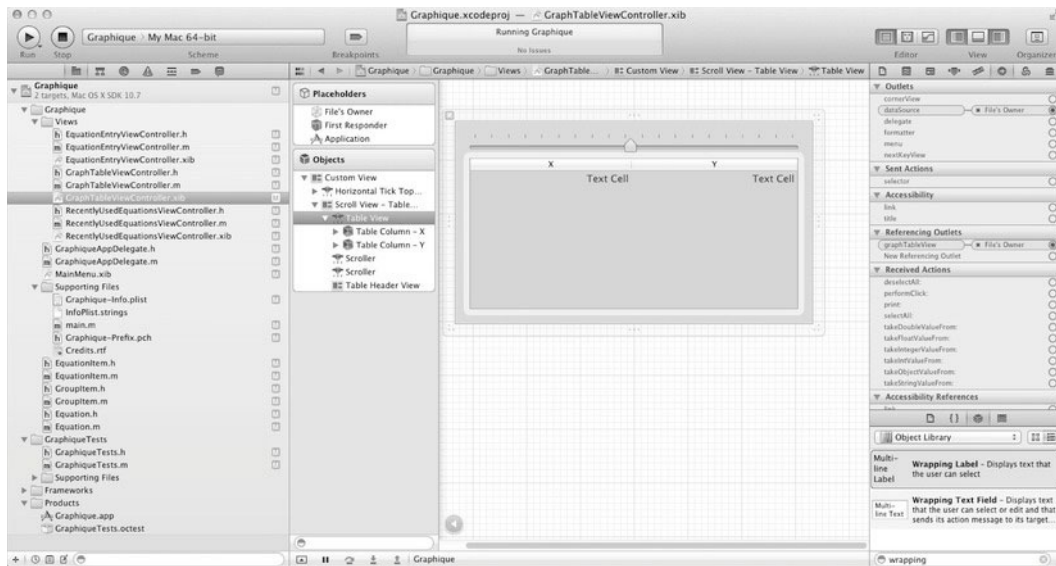 Graphique.xcodeproj — GraphTableViewController.xib
Graphique My Mac 64-bit
Running Graphique
No Issues
Run Stop Scheme Breakpoints Editor View Organizer
Graphique Graphique Views GraphTable... Custom View Scroll View - Table View Table View
Graphique
2 targets, Mac OS X SDK 10.7
Graphique
Views
EquationEntryViewController.h
EquationEntryViewController.m
EquationEntryViewController.xib
GraphTableViewController.h
GraphTableViewController.m
GraphTableViewController.xib
RecentlyUsedEquationsViewController.h
RecentlyUsedEquationsViewController.m
RecentlyUsedEquationsViewController.xib
GraphiqueAppDelegate.h
GraphiqueAppDelegate.m
MainMenu.xib
Supporting Files
Graphique-Info.plist
InfoPlist.strings
main.m
Graphique-Prefix.pch
Credits.rtf
EquationItem.h
EquationItem.m
GroupItem.h
GroupItem.m
Equation.h
Equation.m
GraphiqueTests
GraphiqueTests.h
GraphiqueTests.m
Supporting Files
Frameworks
Products
Graphique.app
GraphiqueTests.octest
Placeholders
File's Owner
First Responder
Application
Objects
Custom View
Horizontal Tick Top...
Scroll View - Table...
Table View
Table Column - X
Table Column - Y
Scroller
Scroller
Table Header View
X Y
Text Cell Text Cell
Graphique
Outlets
cornerView
dataSource File's Owner
delegate
formatter
menu
nextKeyView
Sent Actions
selector
Accessibility
link
title
Referencing Outlets
graphTableView File's Owner
New Referencing Outlet
Received Actions
deselectAll:
performClick:
print:
selectAll:
takeDoubleValueFrom:
takeFloatValueFrom:
takeIntegerValueFrom:
takeIntValueFrom:
takeObjectValueFrom:
takeStringValueFrom:
Accessibility References
Object Library
Multi-
line
Label
Wrapping Label - Displays text that
the user can select
Multi-
line Text
Wrapping Text Field - Displays text
that the user can select or edit and that
sends its action message to its target...
wrapping